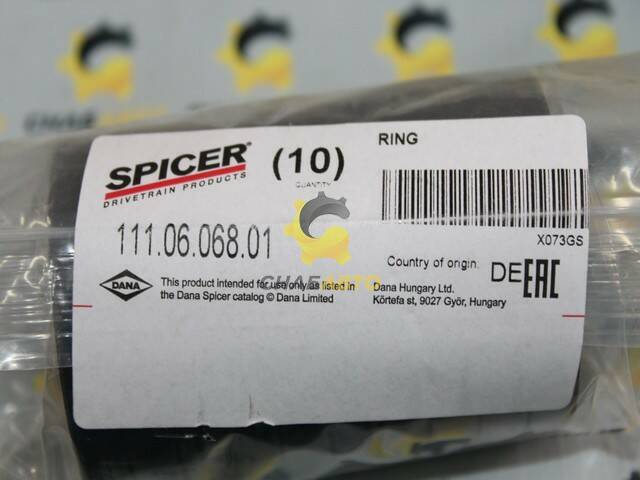 SPICER®
DRIVETRAIN PRODUCTS
(10)
QUANTITY
RING
X073GS
111.06.068.01
Country of origin: DE
EAC
DANA
This product intended for use only as listed in
the Dana Spicer catalog © Dana Limited
Dana Hungary Ltd.
Körtefa st, 9027 Györ, Hungary
СНАБАВТО